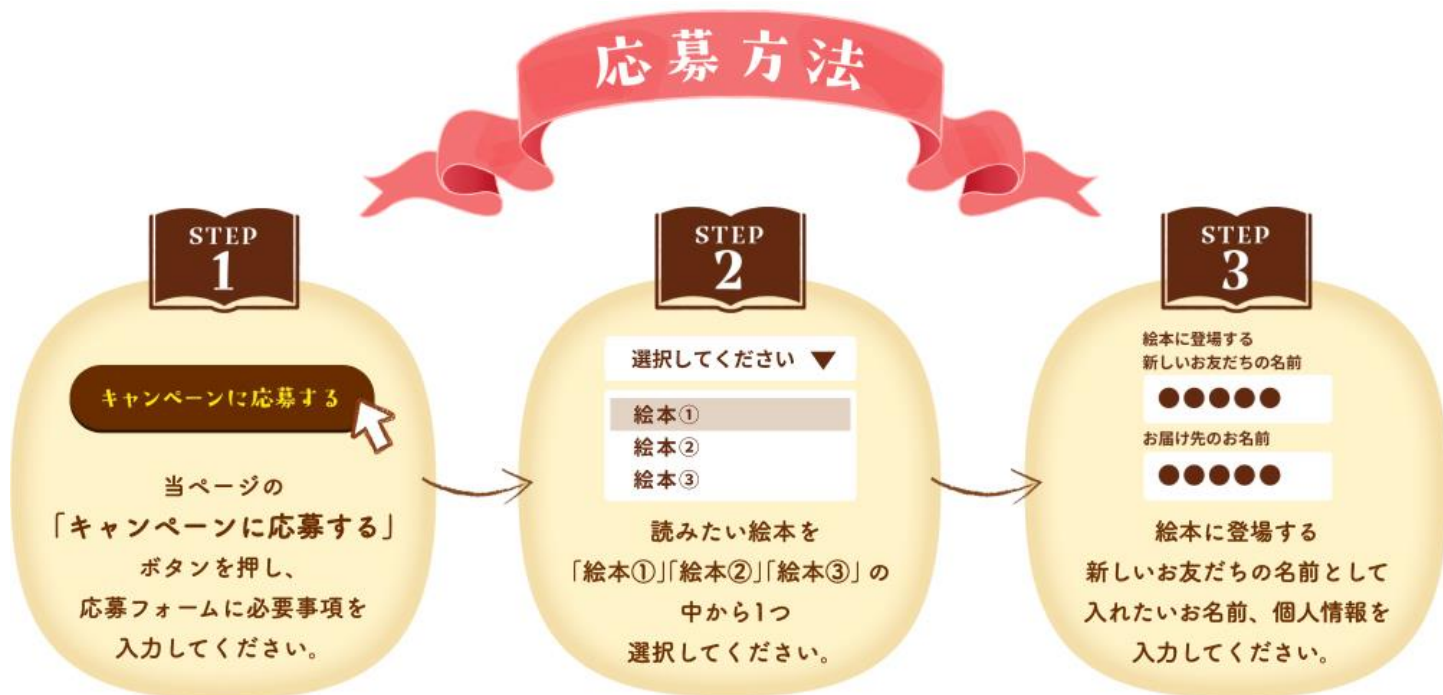 応募方法
STEP
1
キャンペーンに応募する
当ページの
「キャンペーンに応募する」
ボタンを押し、
応募フォームに必要事項を
入力してください。
STEP
2
選択してください ▼
絵本①
絵本②
絵本③
読みたい絵本を
「絵本①」「絵本②」「絵本③」の
中から1つ
選択してください。
STEP
3
絵本に登場する
新しいお友だちの名前
●●●●●
お届け先のお名前
●●●●●
絵本に登場する
新しいお友だちの名前として
入れたいお名前、個人情報を
入力してください。